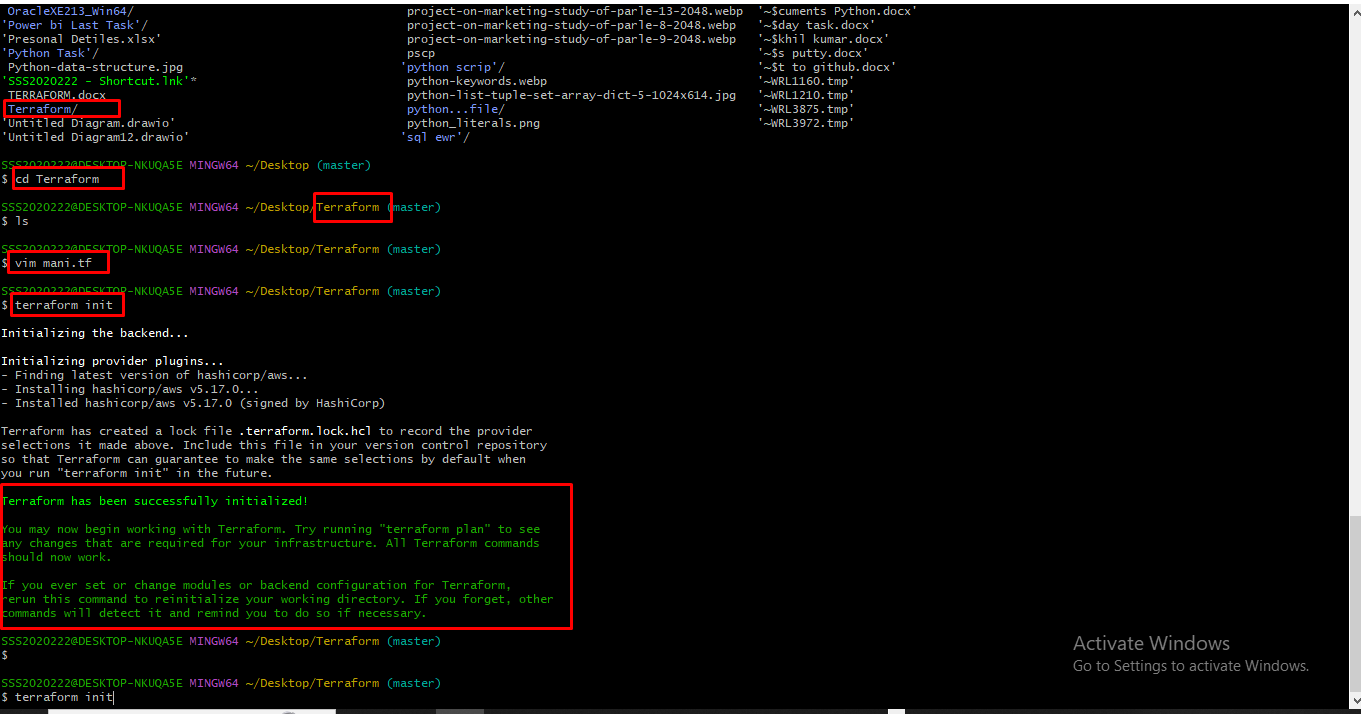 OracleXE213_Win64/ project-on-marketing-study-of-parle-13-2048.webp '~$cuments Python.docx'
'Power bi Last Task'/ project-on-marketing-study-of-parle-8-2048.webp '~$day task.docx'
'Presonal Detiles.xlsx' project-on-marketing-study-of-parle-9-2048.webp '~$khil kumar.docx'
'Python Task'/ pscp '~$s putty.docx'
Python-data-structure.jpg 'python scrip'/ '~$t to github.docx'
'SSS2020222 - Shortcut.lnk'* python-keywords.webp '~WRL1160.tmp'
TERRAFORM.docx python-list-tuple-set-array-dict-5-1024x614.jpg '~WRL1210.tmp'
Terraform/ python...file/ '~WRL3875.tmp'
'Untitled Diagram.drawio' python_literals.png '~WRL3972.tmp'
'Untitled Diagram12.drawio' 'sql ewr'/
SSS2020222@DESKTOP-NKUQA5E MINGW64 ~/Desktop (master)
$ cd Terraform
SSS2020222@DESKTOP-NKUQA5E MINGW64 ~/Desktop/Terraform (master)
$ ls
SSS2020222@DESKTOP-NKUQA5E MINGW64 ~/Desktop/Terraform (master)
$ vim mani.tf
SSS2020222@DESKTOP-NKUQA5E MINGW64 ~/Desktop/Terraform (master)
$ terraform init
Initializing the backend...
Initializing provider plugins...
- Finding latest version of hashicorp/aws...
- Installing hashicorp/aws v5.17.0...
- Installed hashicorp/aws v5.17.0 (signed by HashiCorp)
Terraform has created a lock file .terraform.lock.hcl to record the provider
selections it made above. Include this file in your version control repository
so that Terraform can guarantee to make the same selections by default when
you run "terraform init" in the future.
Terraform has been successfully initialized!
You may now begin working with Terraform. Try running "terraform plan" to see
any changes that are required for your infrastructure. All Terraform commands
should now work.
If you ever set or change modules or backend configuration for Terraform,
rerun this command to reinitialize your working directory. If you forget, other
commands will detect it and remind you to do so if necessary.
SSS2020222@DESKTOP-NKUQA5E MINGW64 ~/Desktop/Terraform (master)
$
SSS2020222@DESKTOP-NKUQA5E MINGW64 ~/Desktop/Terraform (master)
$ terraform init
Activate Windows
Go to Settings to activate Windows.